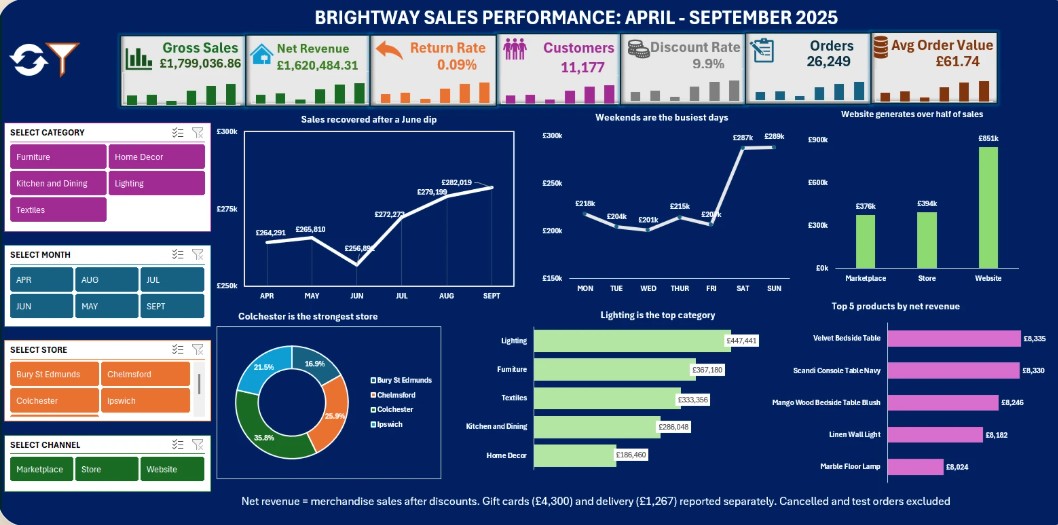 BRIGHTWAY SALES PERFORMANCE: APRIL - SEPTEMBER 2025
Gross Sales
£1,799,036.86
Net Revenue
£1,620,484.31
Return Rate
0.09%
Customers
11,177
Discount Rate
9.9%
Orders
26,249
Avg Order Value
£61.74
SELECT CATEGORY
Furniture
Home Decor
Kitchen and Dining
Lighting
Textiles
SELECT MONTH
APR
AUG
JUL
JUN
MAY
SEPT
SELECT STORE
Bury St Edmunds
Chelmsford
Colchester
Ipswich
SELECT CHANNEL
Marketplace
Store
Website
Sales recovered after a June dip
£300k
£275k
£250k
£264,291
£265,810
£272,273
£279,199
£282,019
APR
MAY
JUN
JUL
AUG
SEPT
Weekends are the busiest days
£300k
£250k
£200k
£150k
£218k
£204k
£201k
£215k
£287k
£289k
MON
TUE
WED
THUR
FRI
SAT
SUN
Website generates over half of sales
£900k
£600k
£300k
£0k
£376k
£394k
£851k
Marketplace
Store
Website
Colchester is the strongest store
21.5%
16.9%
25.9%
35.8%
Bury St Edmunds
Chelmsford
Colchester
Ipswich
Lighting is the top category
Lighting
£447,441
Furniture
£367,180
Textiles
£333,356
Kitchen and Dining
£286,048
Home Decor
£186,460
Top 5 products by net revenue
Velvet Bedside Table
£8,335
Scandi Console Table Navy
£8,330
Mango Wood Bedside Table Blush
£8,246
Linen Wall Light
£8,182
Marble Floor Lamp
£8,024
Net revenue = merchandise sales after discounts. Gift cards (£4,300) and delivery (£1,267) reported separately. Cancelled and test orders excluded